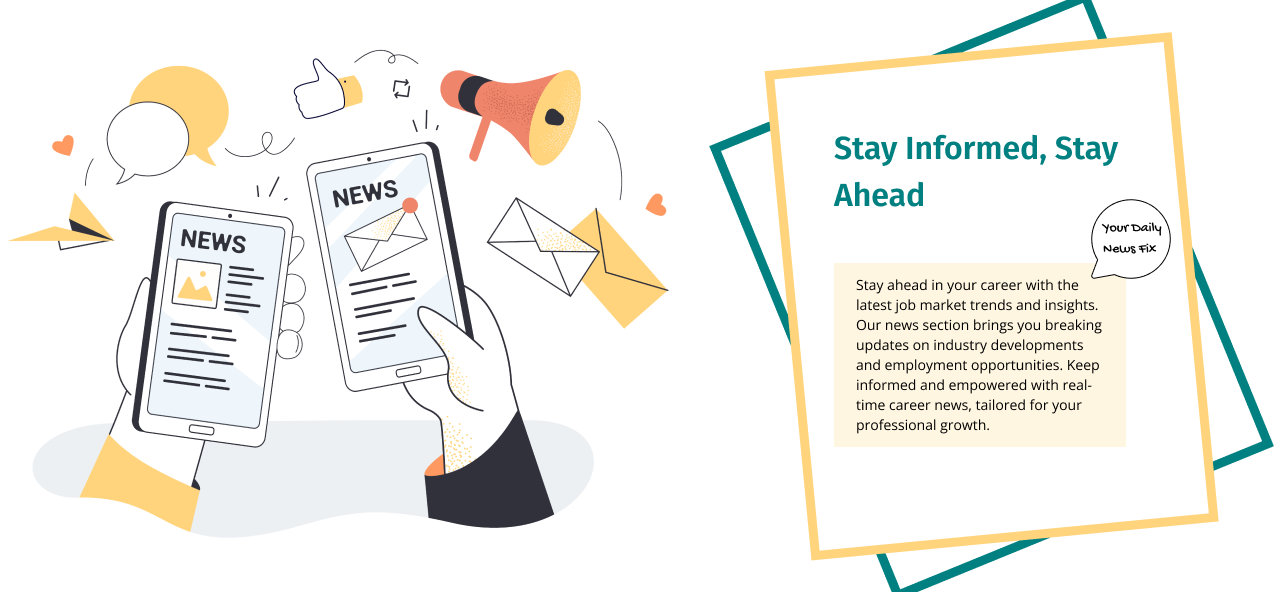 NEWS
NEWS
Stay Informed, Stay
Ahead
Your Daily
News Fix
Stay ahead in your career with the
latest job market trends and insights.
Our news section brings you breaking
updates on industry developments
and employment opportunities. Keep
informed and empowered with real-
time career news, tailored for your
professional growth.